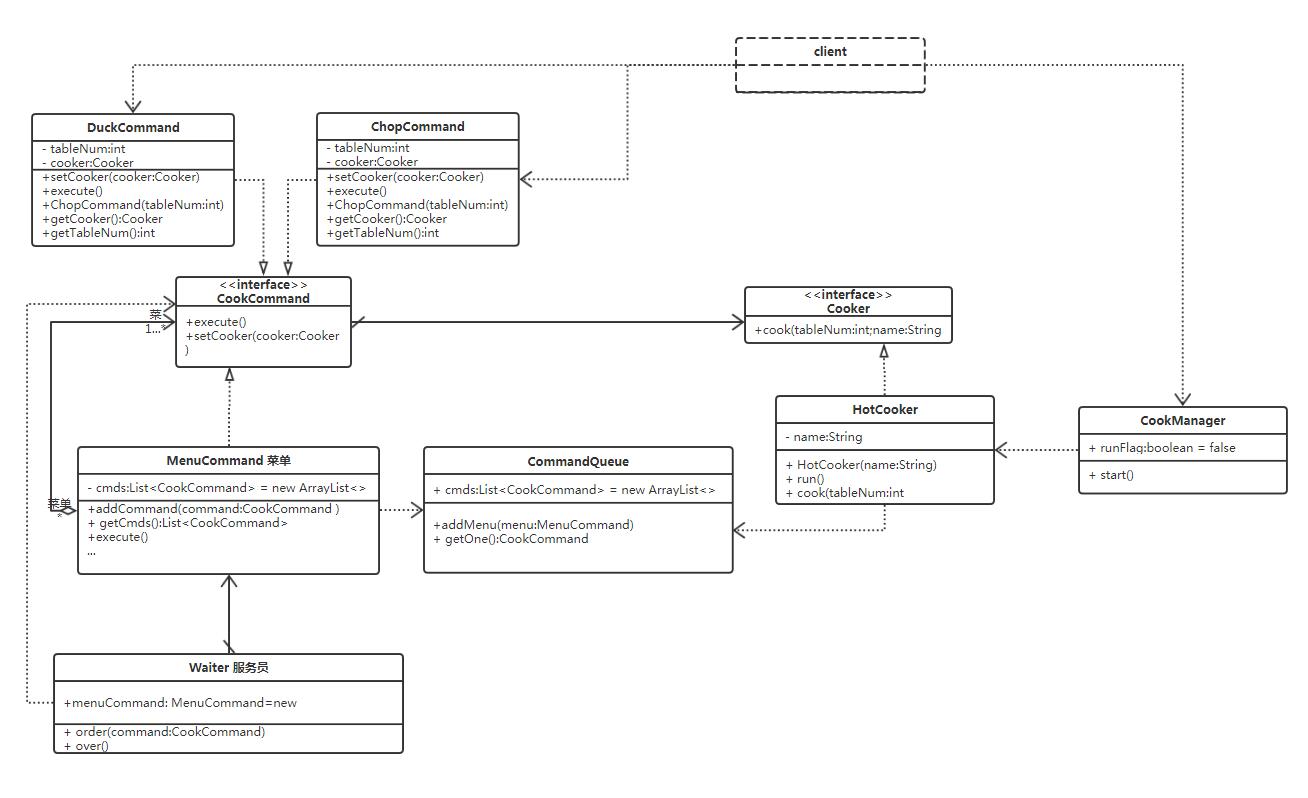 client
DuckCommand
- tableNum:int
- cooker:Cooker
+setCooker(cooker:Cooker)
+execute()
+ChopCommand(tableNum:int)
+getCooker():Cooker
+getTableNum():int
ChopCommand
- tableNum:int
- cooker:Cooker
+setCooker(cooker:Cooker)
+execute()
+ChopCommand(tableNum:int)
+getCooker():Cooker
+getTableNum():int
<<interface>>
CookCommand
+execute()
+setCooker(cooker:Cooker
)
菜
1...*
<<interface>>
Cooker
+cook(tableNum:int;name:String
HotCooker
- name:String
+ HotCooker(name:String)
+ run()
+ cook(tableNum:int
CookManager
+ runFlag:boolean = false
+ start()
MenuCommand 菜单
- cmds:List<CookCommand> = new ArrayList<>
+addCommand(command:CookCommand )
+ getCmds():List<CookCommand>
+execute()
...
菜单
*
CommandQueue
+ cmds:List<CookCommand> = new ArrayList<>
+addMenu(menu:MenuCommand)
+ getOne():CookCommand
Waiter 服务员
+menuCommand: MenuCommand=new
+ order(command:CookCommand)
+ over()